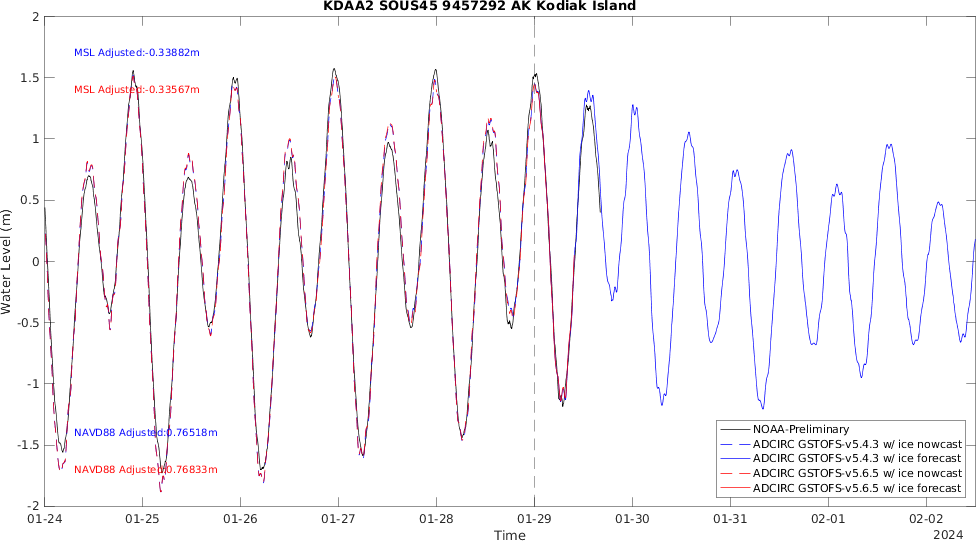 KDAA2 SOUS45 9457292 AK Kodiak Island
2
1.5
1
0.5
0
-0.5
-1
-1.5
-2
Water Level (m)
MSL Adjusted:-0.33882m
MSL Adjusted:-0.33567m
NAVD88 Adjusted:0.76518m
NAVD88 Adjusted:0.76833m
NOAA-Preliminary
ADCIRC GSTOFS-v5.4.3 w/ ice nowcast
ADCIRC GSTOFS-v5.4.3 w/ ice forecast
ADCIRC GSTOFS-v5.6.5 w/ ice nowcast
ADCIRC GSTOFS-v5.6.5 w/ ice forecast
01-24 01-25 01-26 01-27 01-28 01-29 01-30 01-31 02-01 02-02
Time
2024